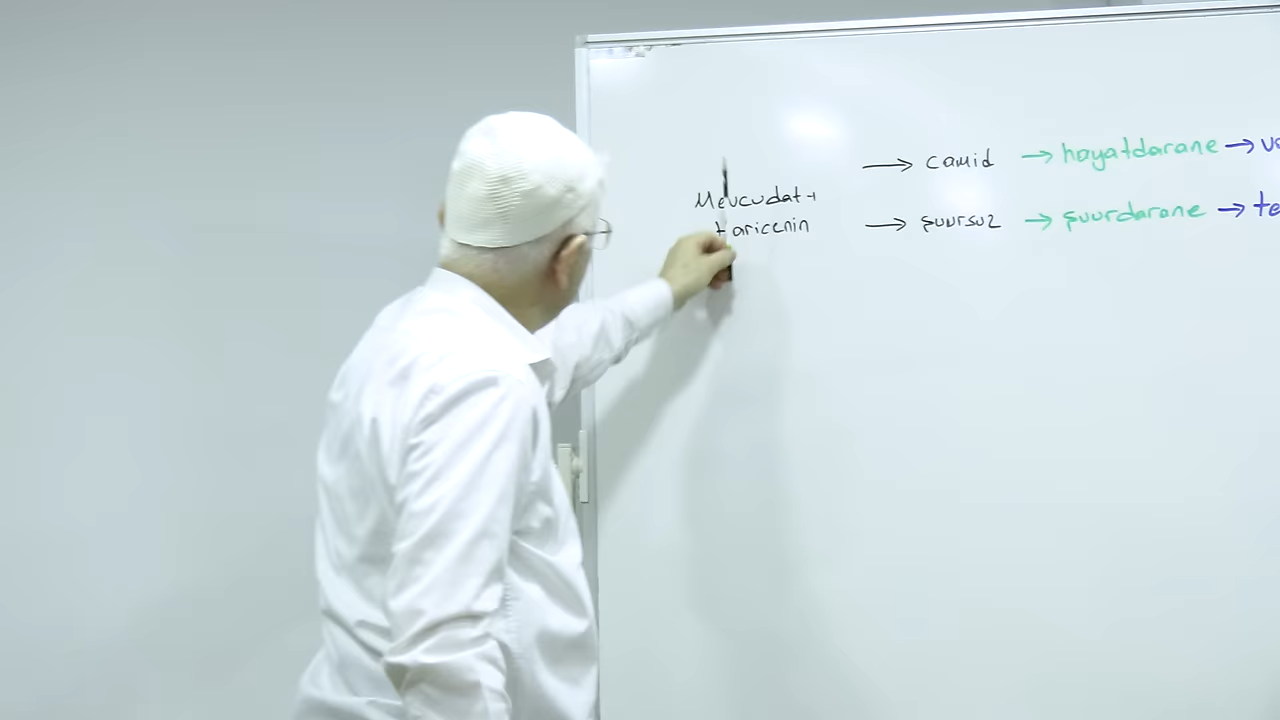 → camid → hayatdarane →
Mevcudat-ı
haricenin → şuursuz → şuurdarane →